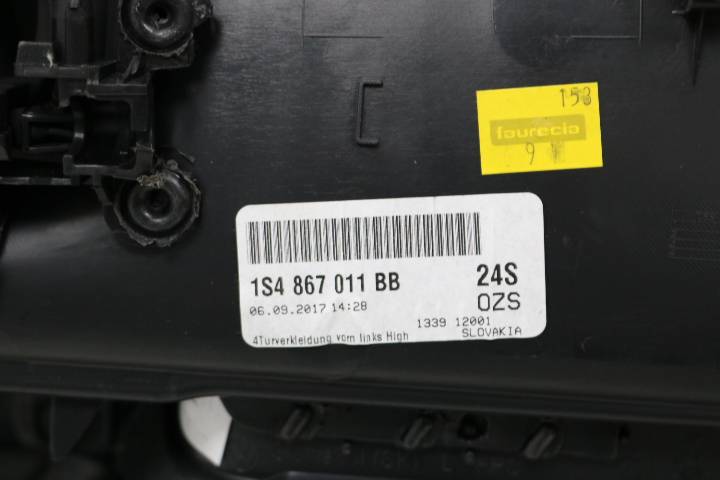 153
faurecia
9
1S4 867 011 BB
24S
06.09.2017 14:28
OZS
1339 12001
4Turverkleidung vorn links High
SLOVAKIA